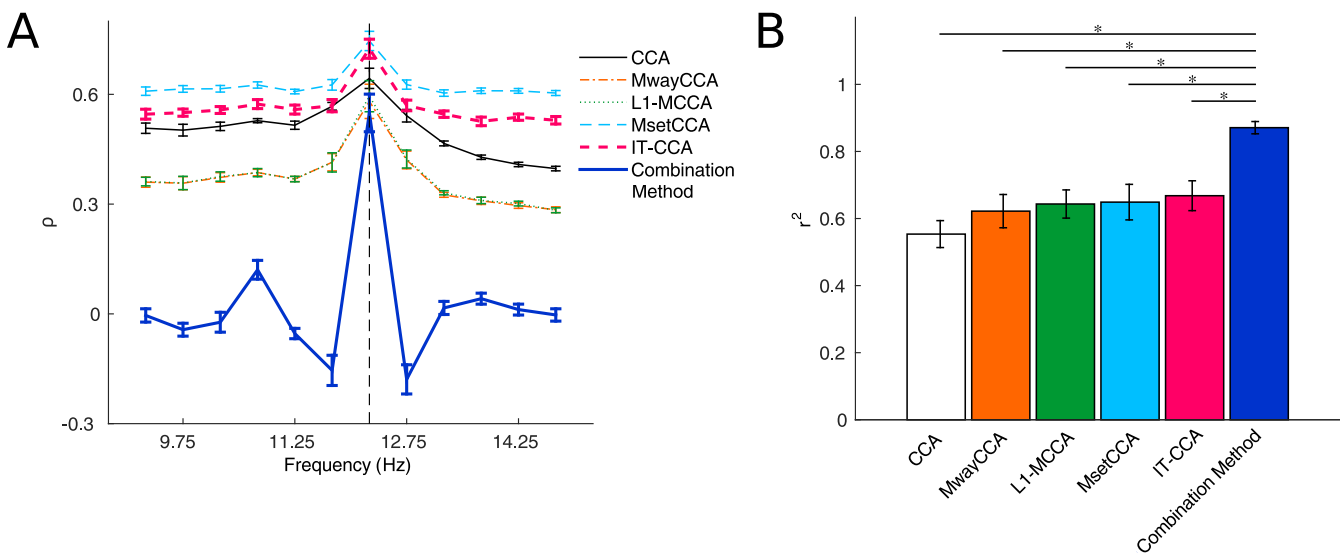 A
0.6
0.3
0
-0.3
ρ
9.75 11.25 12.75 14.25
Frequency (Hz)
CCA
MwayCCA
L1-MCCA
MsetCCA
IT-CCA
Combination
Method
B
*
*
*
*
*
1
0.8
0.6
0.4
0.2
0
r²
CCA
MwayCCA
L1-MCCA
MsetCCA
IT-CCA
Combination Method